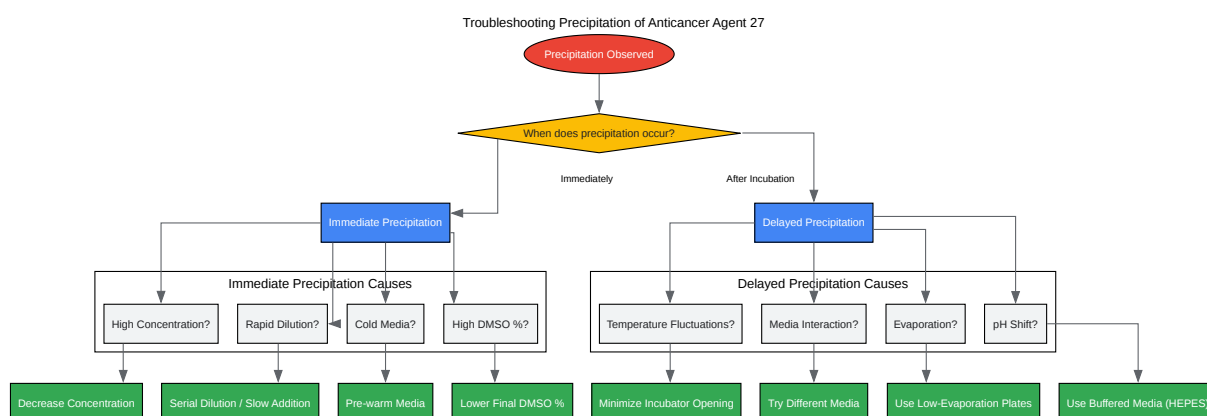 Troubleshooting Precipitation of Anticancer Agent 27
Precipitation Observed
When does precipitation occur?
Immediately
After Incubation
Immediate Precipitation
Delayed Precipitation
Immediate Precipitation Causes
Delayed Precipitation Causes
High Concentration?
Rapid Dilution?
Cold Media?
High DMSO %?
Temperature Fluctuations?
Media Interaction?
Evaporation?
pH Shift?
Decrease Concentration
Serial Dilution / Slow Addition
Pre-warm Media
Lower Final DMSO %
Minimize Incubator Opening
Try Different Media
Use Low-Evaporation Plates
Use Buffered Media (HEPES)